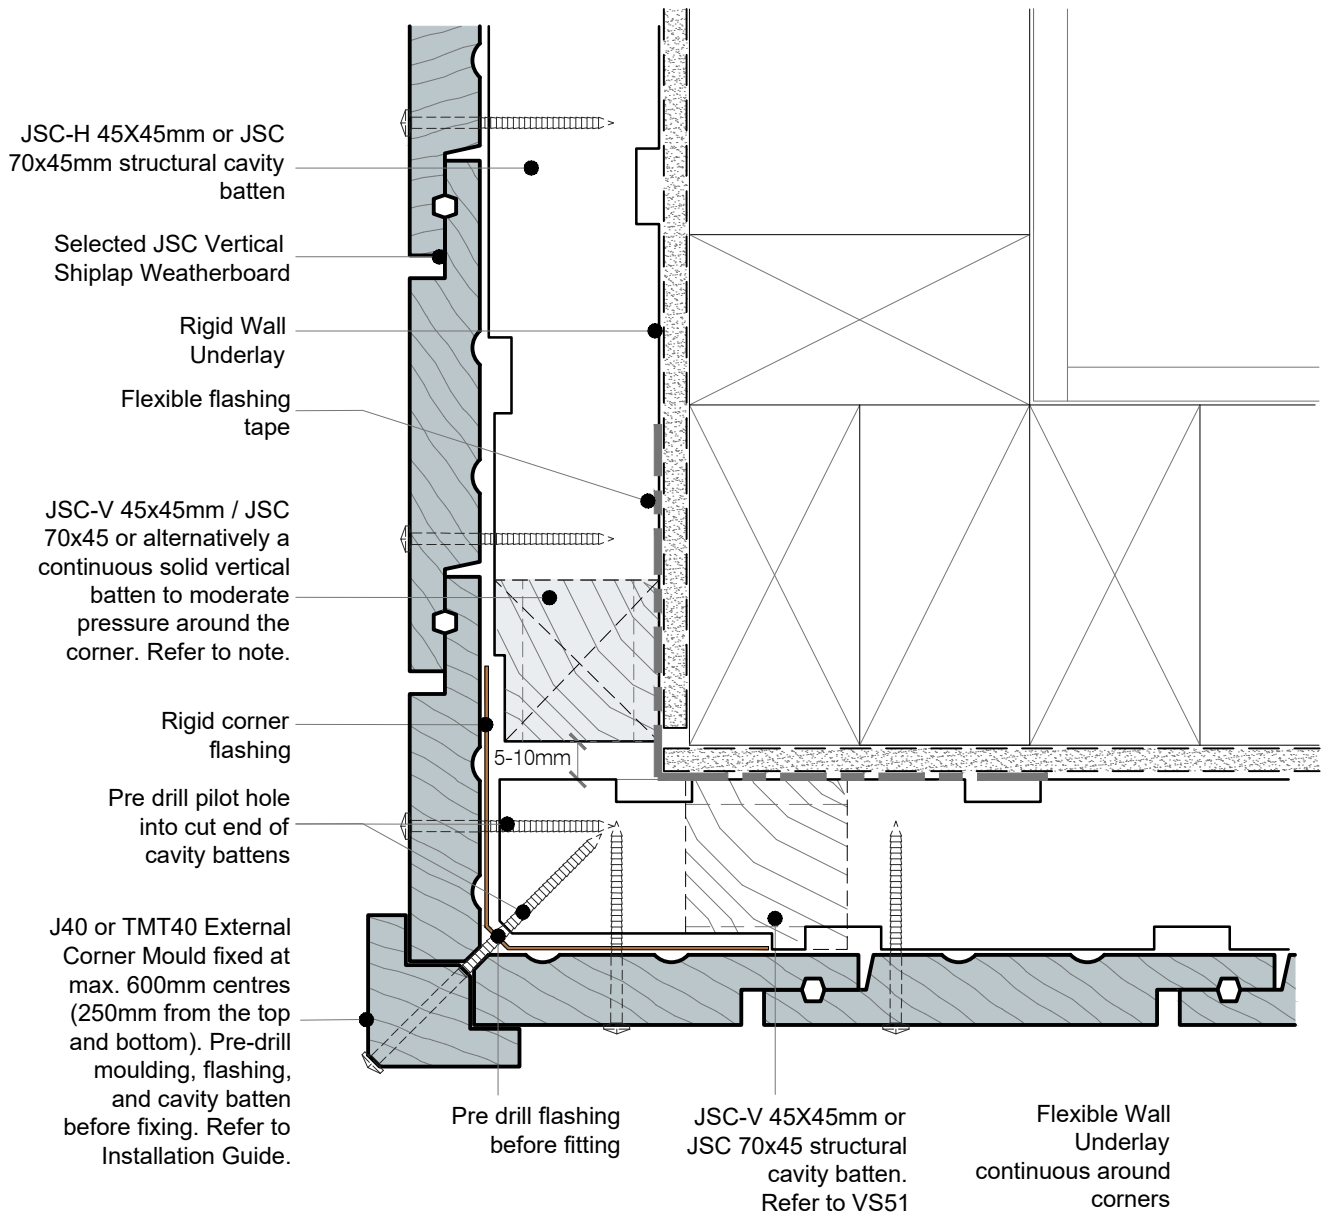 JSC-H 45X45mm or JSC
70x45mm structural cavity
batten
Selected JSC Vertical
Shiplap Weatherboard
Rigid Wall
Underlay
Flexible flashing
tape
JSC-V 45x45mm / JSC
70x45 or alternatively a
continuous solid vertical
batten to moderate
pressure around the
corner. Refer to note.
Rigid corner
flashing
5-10mm
Pre drill pilot hole
into cut end of
cavity battens
J40 or TMT40 External
Corner Mould fixed at
max. 600mm centres
(250mm from the top
and bottom). Pre-drill
moulding, flashing,
and cavity batten
before fixing. Refer to
Installation Guide.
Pre drill flashing
before fitting
JSC-V 45X45mm or
JSC 70x45 structural
cavity batten.
Refer to VS51
Flexible Wall
Underlay
continuous around
corners